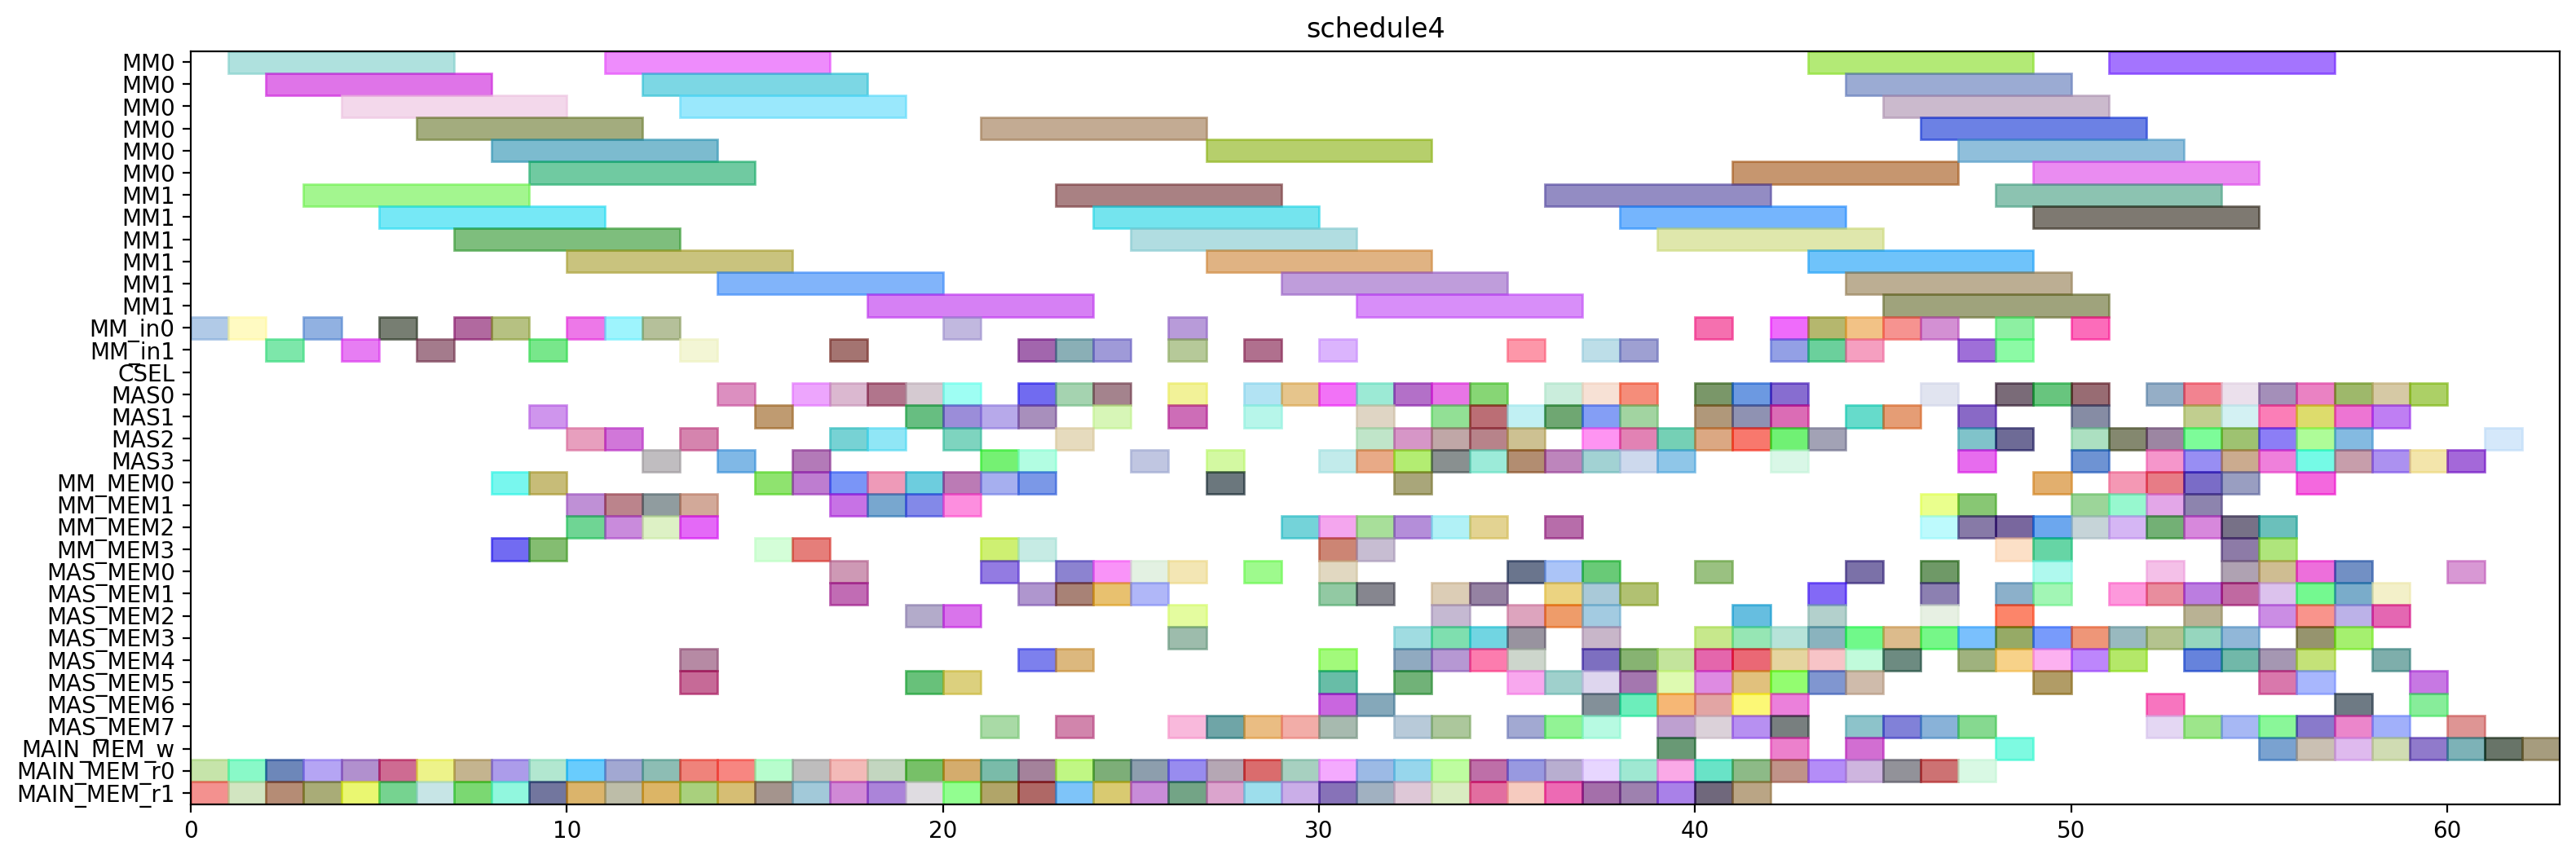 schedule4
MM0
MM0
MM0
MM0
MM0
MM0
MM1
MM1
MM1
MM1
MM1
MM1
MM_in0
MM_in1
CSEL
MAS0
MAS1
MAS2
MAS3
MM_MEM0
MM_MEM1
MM_MEM2
MM_MEM3
MAS_MEM0
MAS_MEM1
MAS_MEM2
MAS_MEM3
MAS_MEM4
MAS_MEM5
MAS_MEM6
MAS_MEM7
MAIN_MEM_w
MAIN_MEM_r0
MAIN_MEM_r1
0 10 20 30 40 50 60